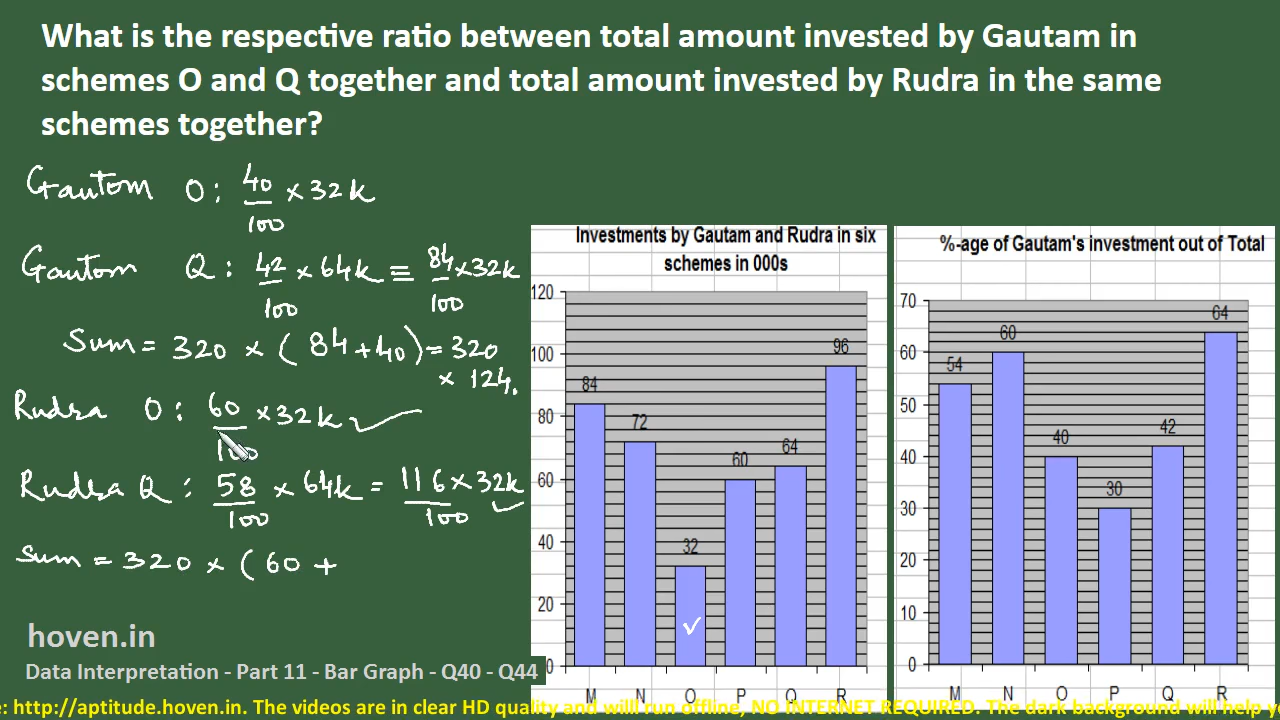 What is the respective ratio between total amount invested by Gautam in
schemes O and Q together and total amount invested by Rudra in the same
schemes together?
Gautom O: 40/100 × 32k
Gautom Q: 42/100 × 64k ≡ 84/100 × 32k
Sum = 320 × (84+40) = 320
× 124.
Rudra O: 60/100 × 32k ✓
Rudra Q: 58/100 × 64k = 116/100 × 32k ✓
Sum = 320 × (60 +
Investments by Gautam and Rudra in six
schemes in 000s
120
100
80
60
40
20
0
84
72
32
60
64
96
✓
M N O P Q R
%-age of Gautam's investment out of Total
70
60
50
40
30
20
10
0
54
60
40
30
42
64
M N O P Q R
hoven.in
Data Interpretation - Part 11 - Bar Graph - Q40 - Q44
e: http://aptitude.hoven.in. The videos are in clear HD quality and willl run offline, NO INTERNET REQUIRED. The dark background will help y